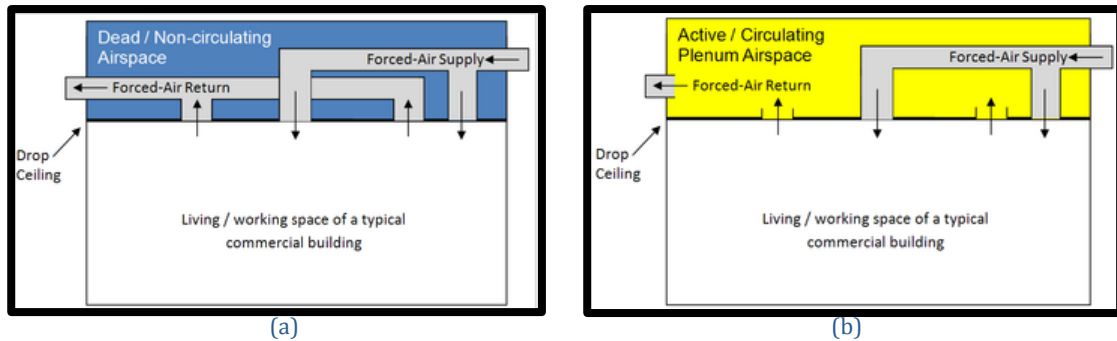 Dead / Non-circulating
Airspace
Forced-Air Supply
Forced-Air Return
Drop
Ceiling
Living / working space of a typical
commercial building
(a)
Active / Circulating
Plenum Airspace
Forced-Air Supply
Forced-Air Return
Drop
Ceiling
Living / working space of a typical
commercial building
(b)